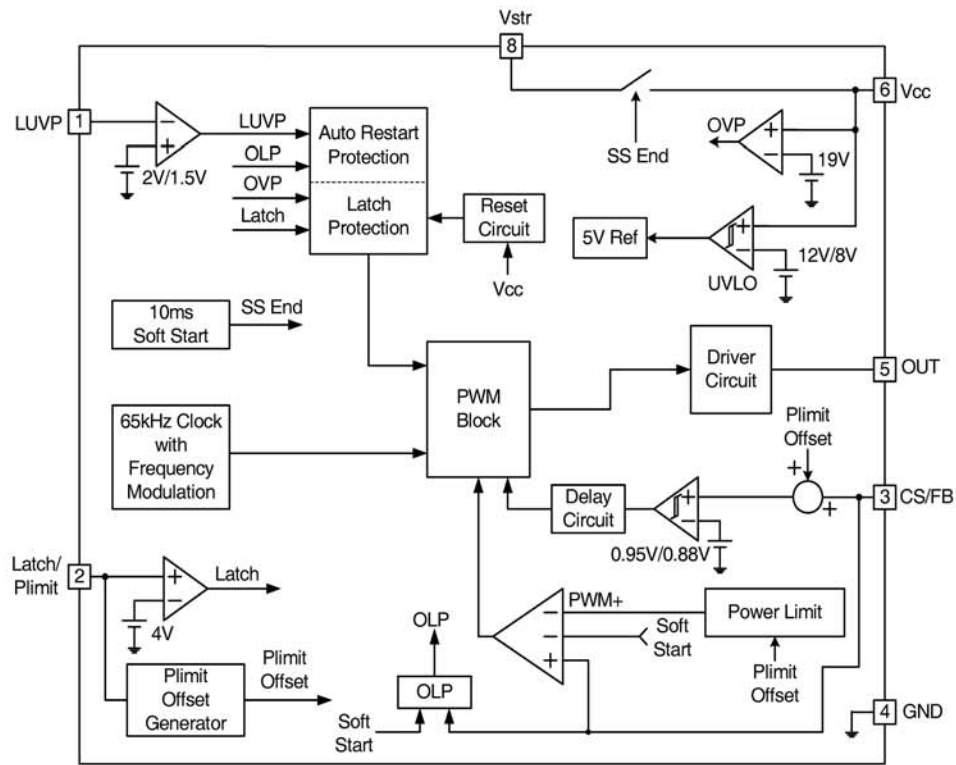 Vstr
8
LUVP
1
−
+
2V/1.5V
LUVP
OLP
OVP
Latch
Auto Restart
Protection
Latch
Protection
Reset
Circuit
Vcc
SS End
6
Vcc
OVP
+
−
19V
5V Ref
+
−
UVLO
12V/8V
10ms
Soft Start
SS End
65kHz Clock
with
Frequency
Modulation
PWM
Block
Driver
Circuit
5
OUT
Plimit
Offset
+
+
3
CS/FB
Delay
Circuit
+
−
0.95V/0.88V
Latch/
Plimit
2
+
−
4V
Latch
Plimit
Offset
Generator
Plimit
Offset
PWM+
−
−
+
Soft
Start
Power Limit
Plimit
Offset
OLP
OLP
Soft
Start
4
GND